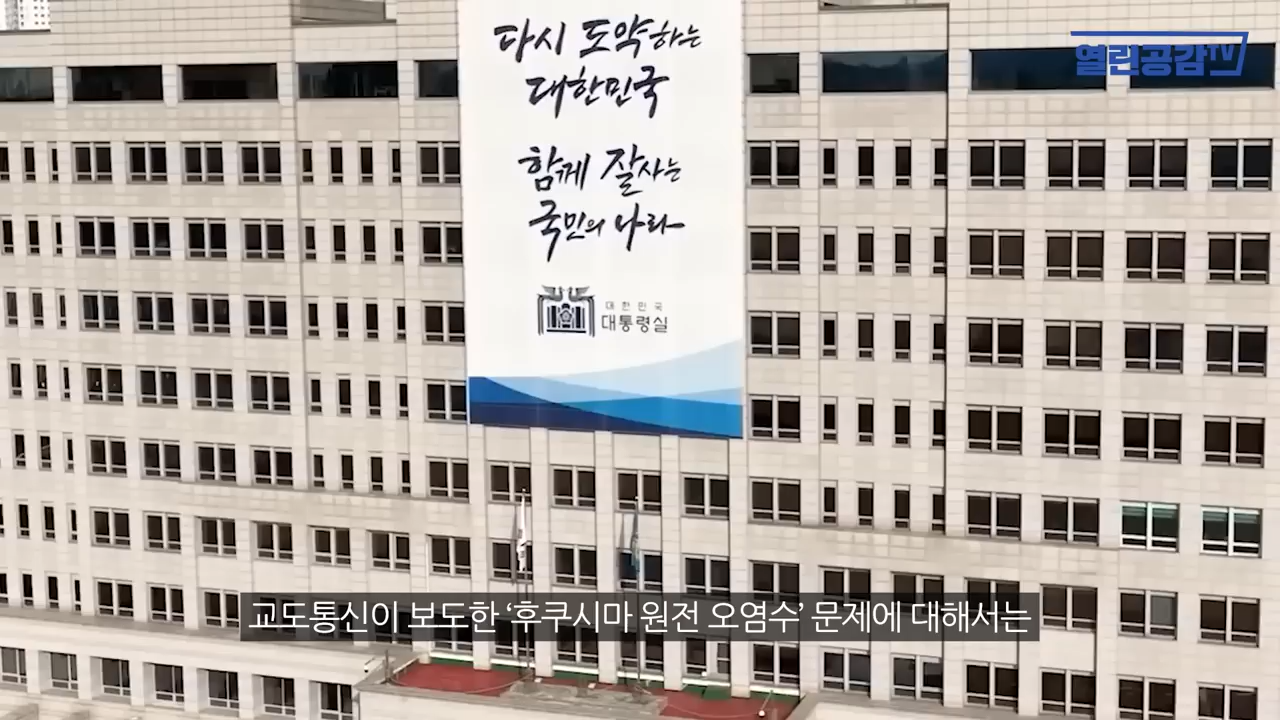 다시 도약하는
대한민국
함께 잘사는
국민의 나라
대한민국
대통령실
열린공감TV
교도통신이 보도한 ‘후쿠시마 원전 오염수’ 문제에 대해서는